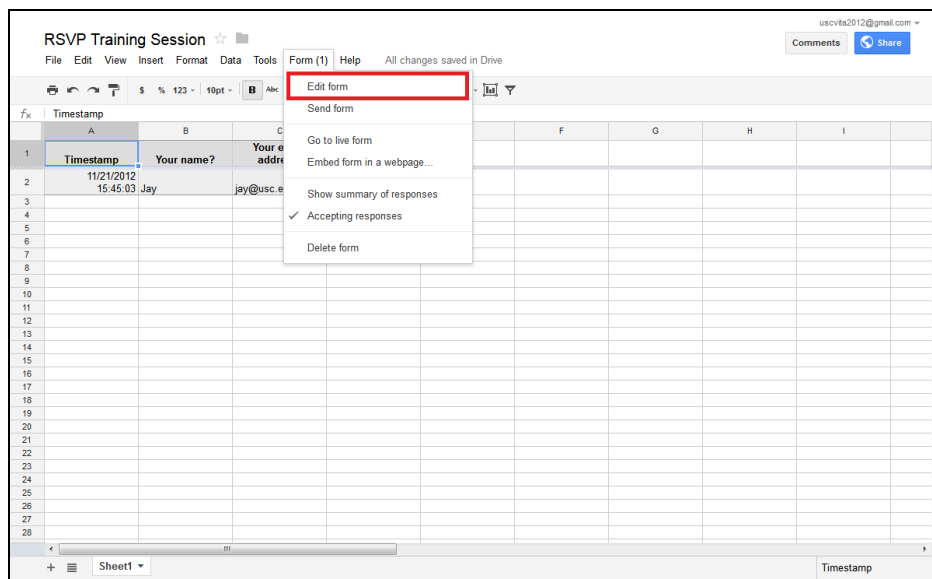 uscvita2012@gmail.com
RSVP Training Session
Comments
Share
File Edit View Insert Format Data Tools Form (1) Help All changes saved in Drive
$ % 123 10pt B Abc
Edit form
Send form
Go to live form
Embed form in a webpage...
Show summary of responses
Accepting responses
Delete form
fx Timestamp
A B C F G H I
1 Timestamp Your name? Your e
addre
2 11/21/2012
15:45:03 Jay jay@usc.e
3
4
5
6
7
8
9
10
11
12
13
14
15
16
17
18
19
20
21
22
23
24
25
26
27
28
Sheet1
Timestamp